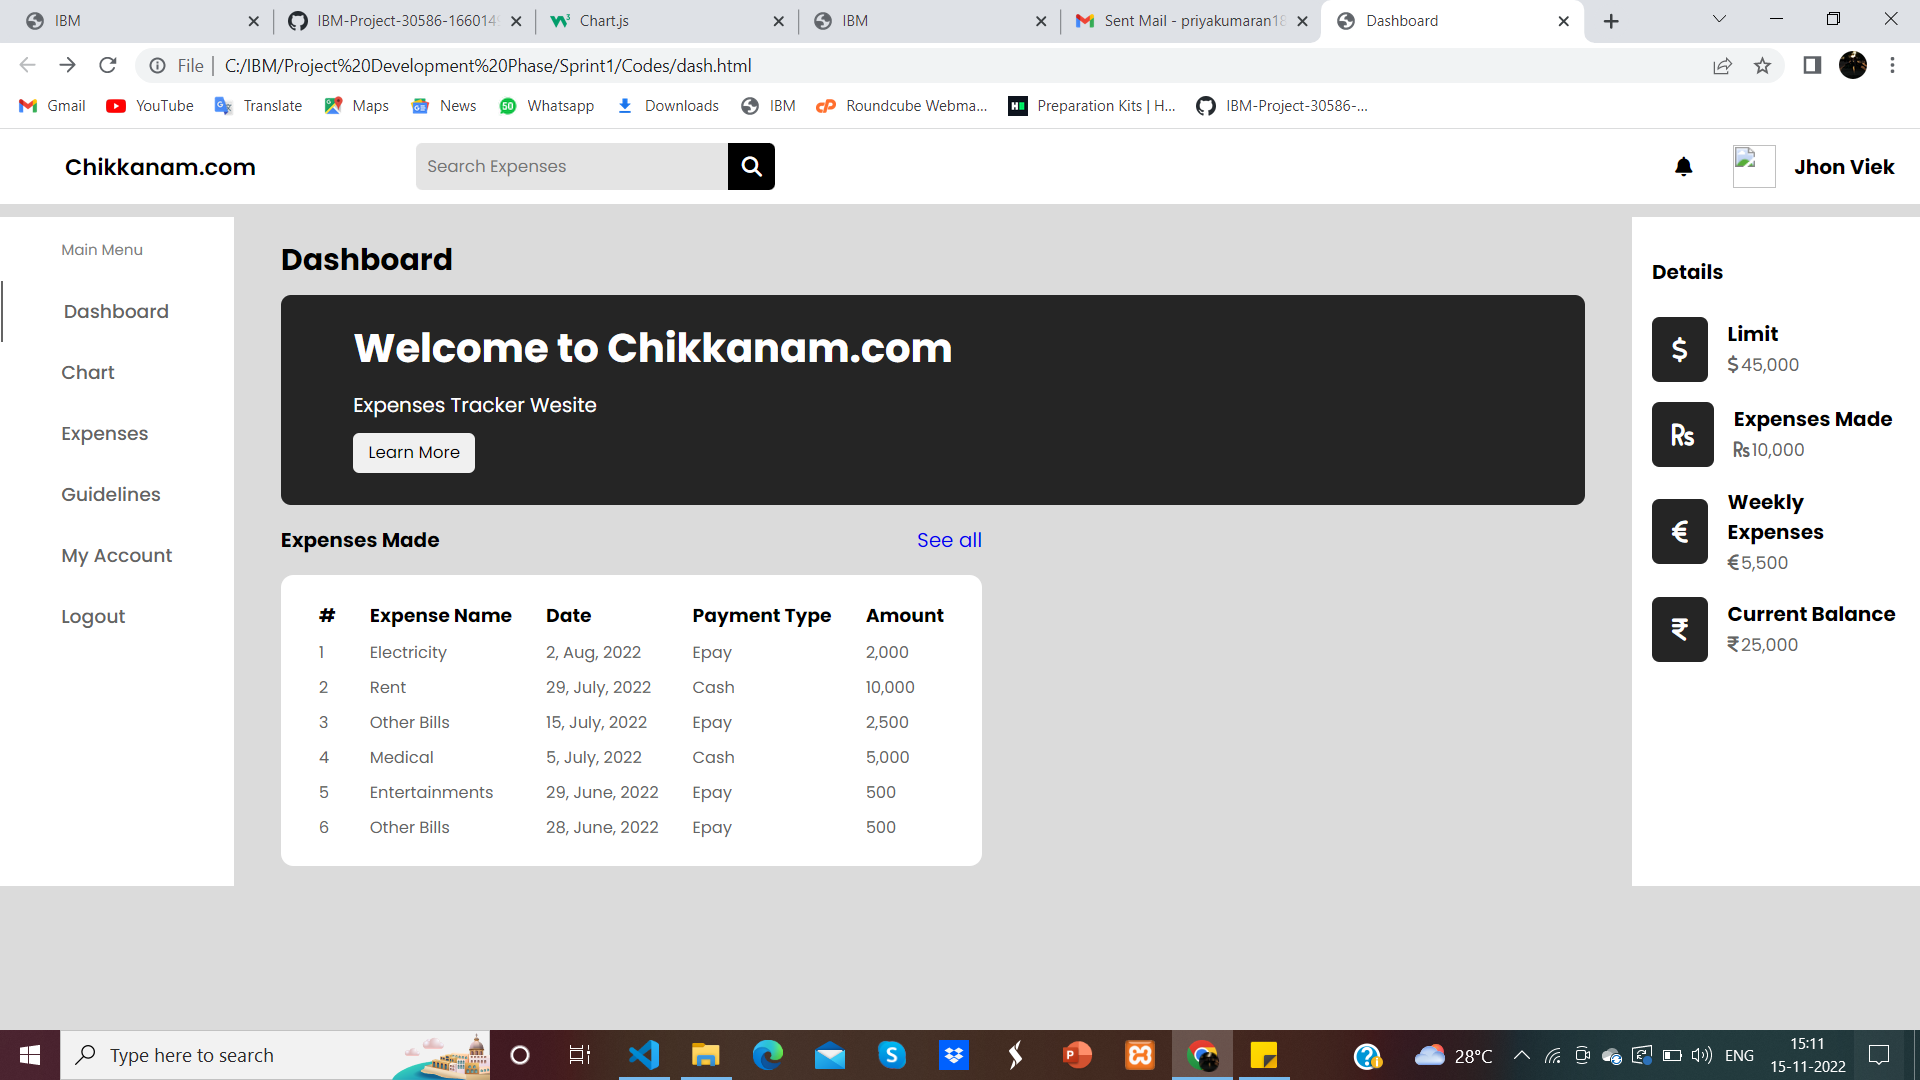 IBM
IBM-Project-30586-166014
Chart.js
IBM
Sent Mail - priyakumaran18
Dashboard
File | C:/IBM/Project%20Development%20Phase/Sprint1/Codes/dash.html
Gmail
YouTube
Translate
Maps
News
Whatsapp
Downloads
IBM
Roundcube Webma...
Preparation Kits | H...
IBM-Project-30586-...
Chikkanam.com
Search Expenses
Jhon Viek
Main Menu
Dashboard
Chart
Expenses
Guidelines
My Account
Logout
Dashboard
Welcome to Chikkanam.com
Expenses Tracker Wesite
Learn More
Expenses Made See all
# Expense Name Date Payment Type Amount
1 Electricity 2, Aug, 2022 Epay 2,000
2 Rent 29, July, 2022 Cash 10,000
3 Other Bills 15, July, 2022 Epay 2,500
4 Medical 5, July, 2022 Cash 5,000
5 Entertainments 29, June, 2022 Epay 500
6 Other Bills 28, June, 2022 Epay 500
Details
$
Limit
$45,000
₨
Expenses Made
₨10,000
€
Weekly
Expenses
€5,500
₹
Current Balance
₹25,000
Type here to search
28°C
ENG
15:11
15-11-2022